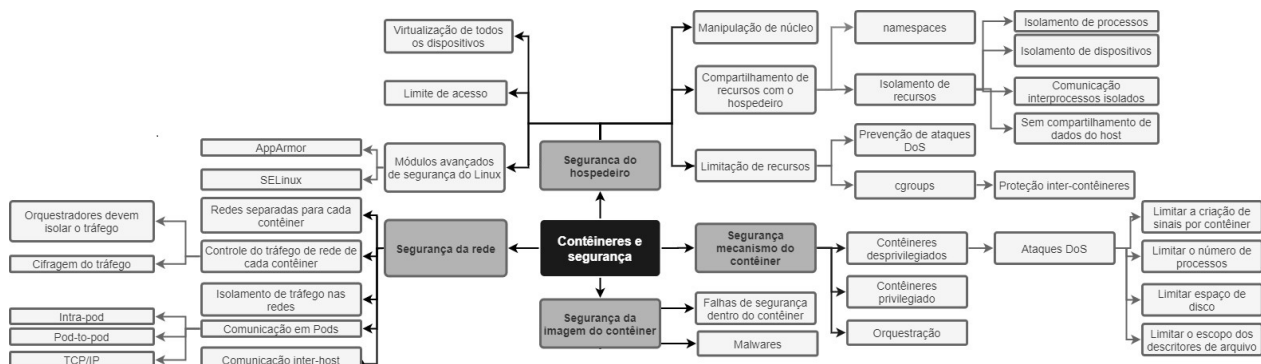 Virtualização de todos
os dispositivos
Limite de acesso
Módulos avançados
de segurança do Linux
AppArmor
SELinux
Manipulação de núcleo
Compartilhamento de
recursos com o
hospedeiro
namespaces
Isolamento de
recursos
Isolamento de processos
Isolamento de dispositivos
Comunicação
interprocessos isolados
Sem compartilhamento de
dados do host
Limitação de recursos
Prevenção de ataques
DoS
cgroups
Proteção inter-contêineres
Seguranca do
hospedeiro
Contêineres e
segurança
Segurança da rede
Redes separadas para cada
contêiner
Controle do tráfego de rede de
cada contêiner
Orquestradores devem
isolar o tráfego
Cifragem do tráfego
Isolamento de tráfego nas
redes
Comunicação em Pods
Intra-pod
Pod-to-pod
TCP/IP
Comunicação inter-host
Segurança
mecanismo do
contêiner
Contêineres
desprivilegiados
Ataques DoS
Limitar a criação de
sinais por contêiner
Limitar o número de
processos
Limitar espaço de
disco
Limitar o escopo dos
descritores de arquivo
Contêineres
privilegiado
Orquestração
Segurança da
imagem do contêiner
Falhas de segurança
dentro do contêiner
Malwares